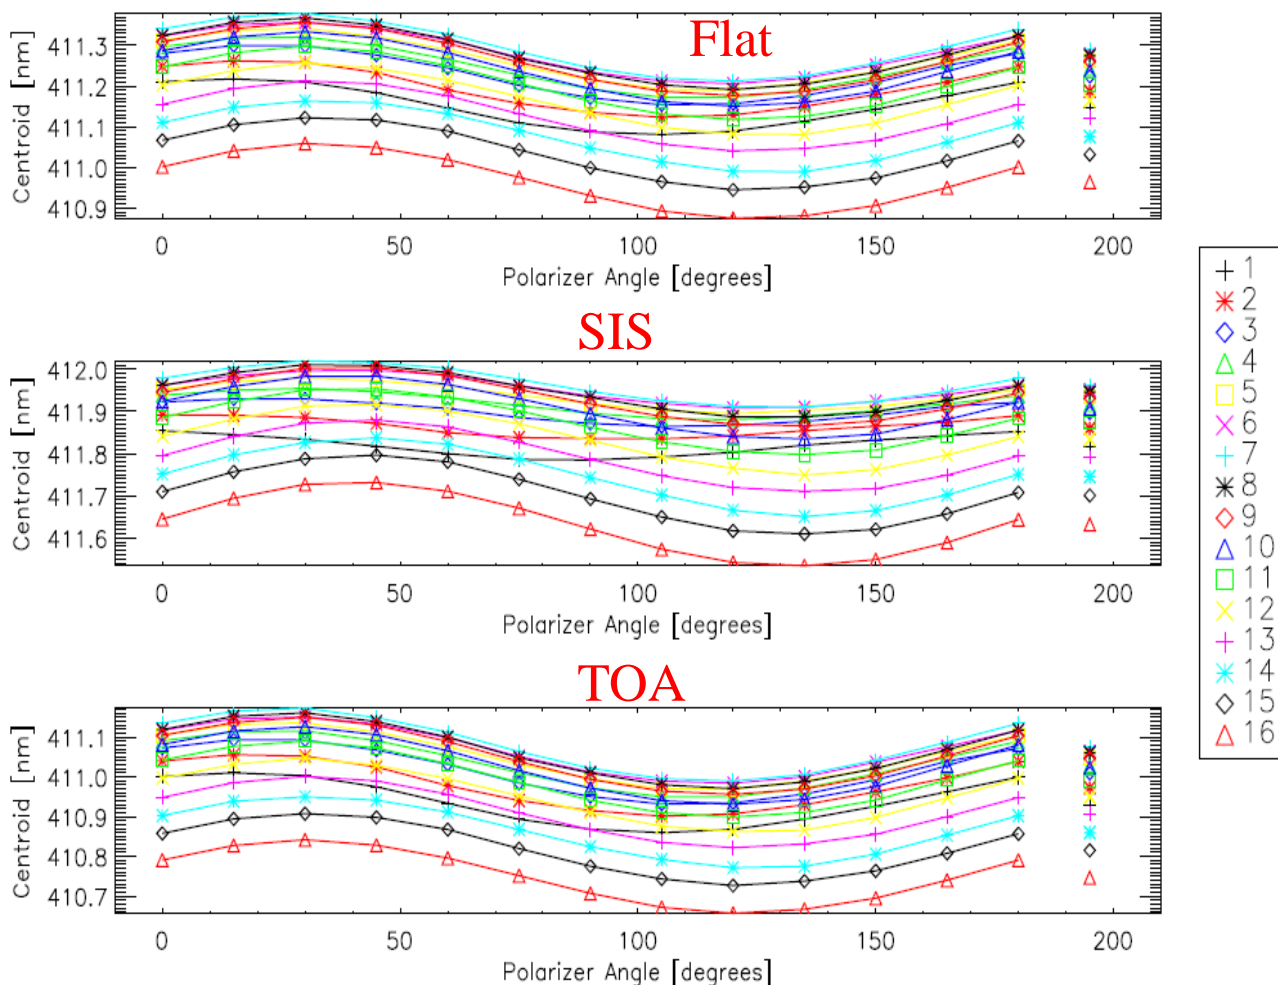 Flat
411.3
411.2
411.1
411.0
410.9
Centroid [nm]
0 50 100 150 200
Polarizer Angle [degrees]
SIS
412.0
411.9
411.8
411.7
411.6
Centroid [nm]
0 50 100 150 200
Polarizer Angle [degrees]
TOA
411.1
411.0
410.9
410.8
410.7
Centroid [nm]
0 50 100 150 200
Polarizer Angle [degrees]
1
2
3
4
5
6
7
8
9
10
11
12
13
14
15
16